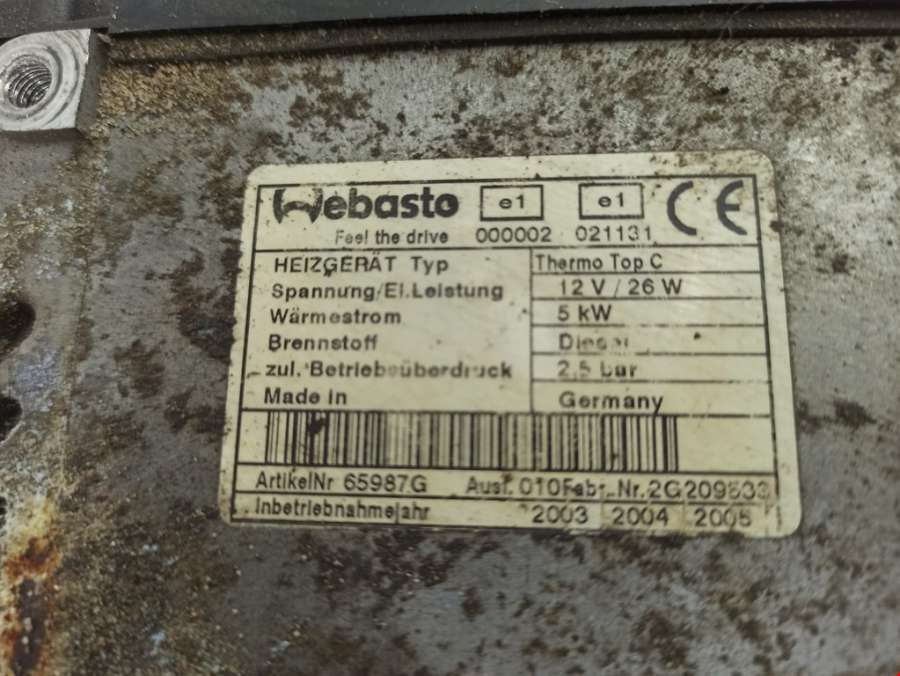 Webasto e1 e1 CE
Feel the drive 000002 021131
HEIZGERÄT Typ Thermo Top C
Spannung/El.Leistung 12 V / 26 W
Wärmestrom 5 kW
Brennstoff Diesel
zul. Betriebsüberdruck 2,5 bar
Made in Germany
ArtikelNr 65987G Ausf. 010 Fabr. Nr.
Inbetriebnahmejahr 2003 2004 2005